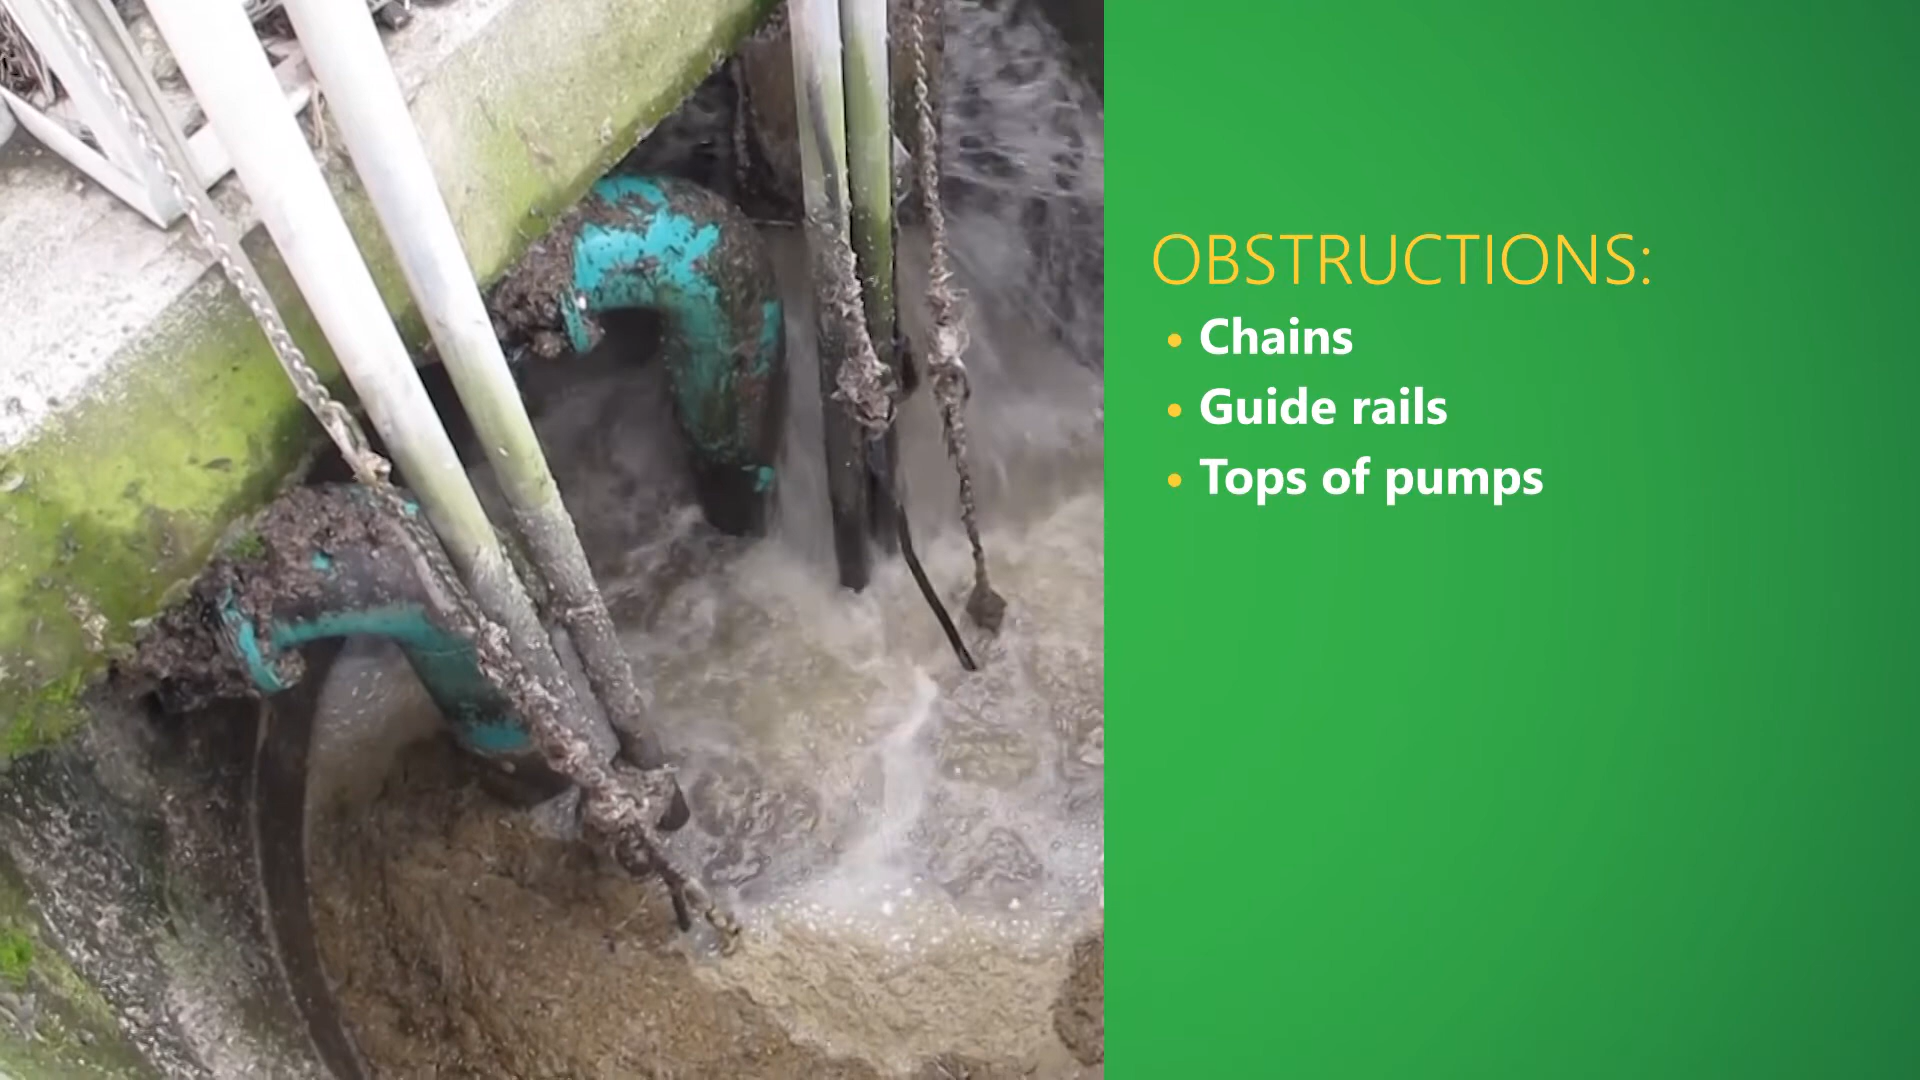 OBSTRUCTIONS:
• Chains
• Guide rails
• Tops of pumps